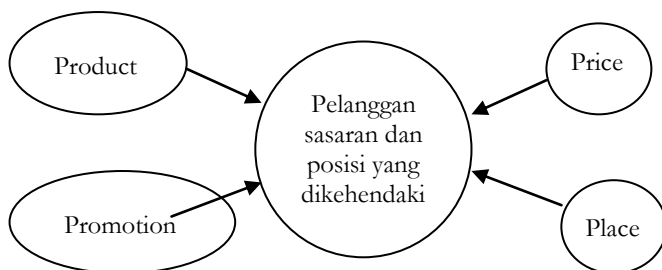 Product
Price
Pelanggan
sasaran dan
posisi yang
dikehendaki
Promotion
Place